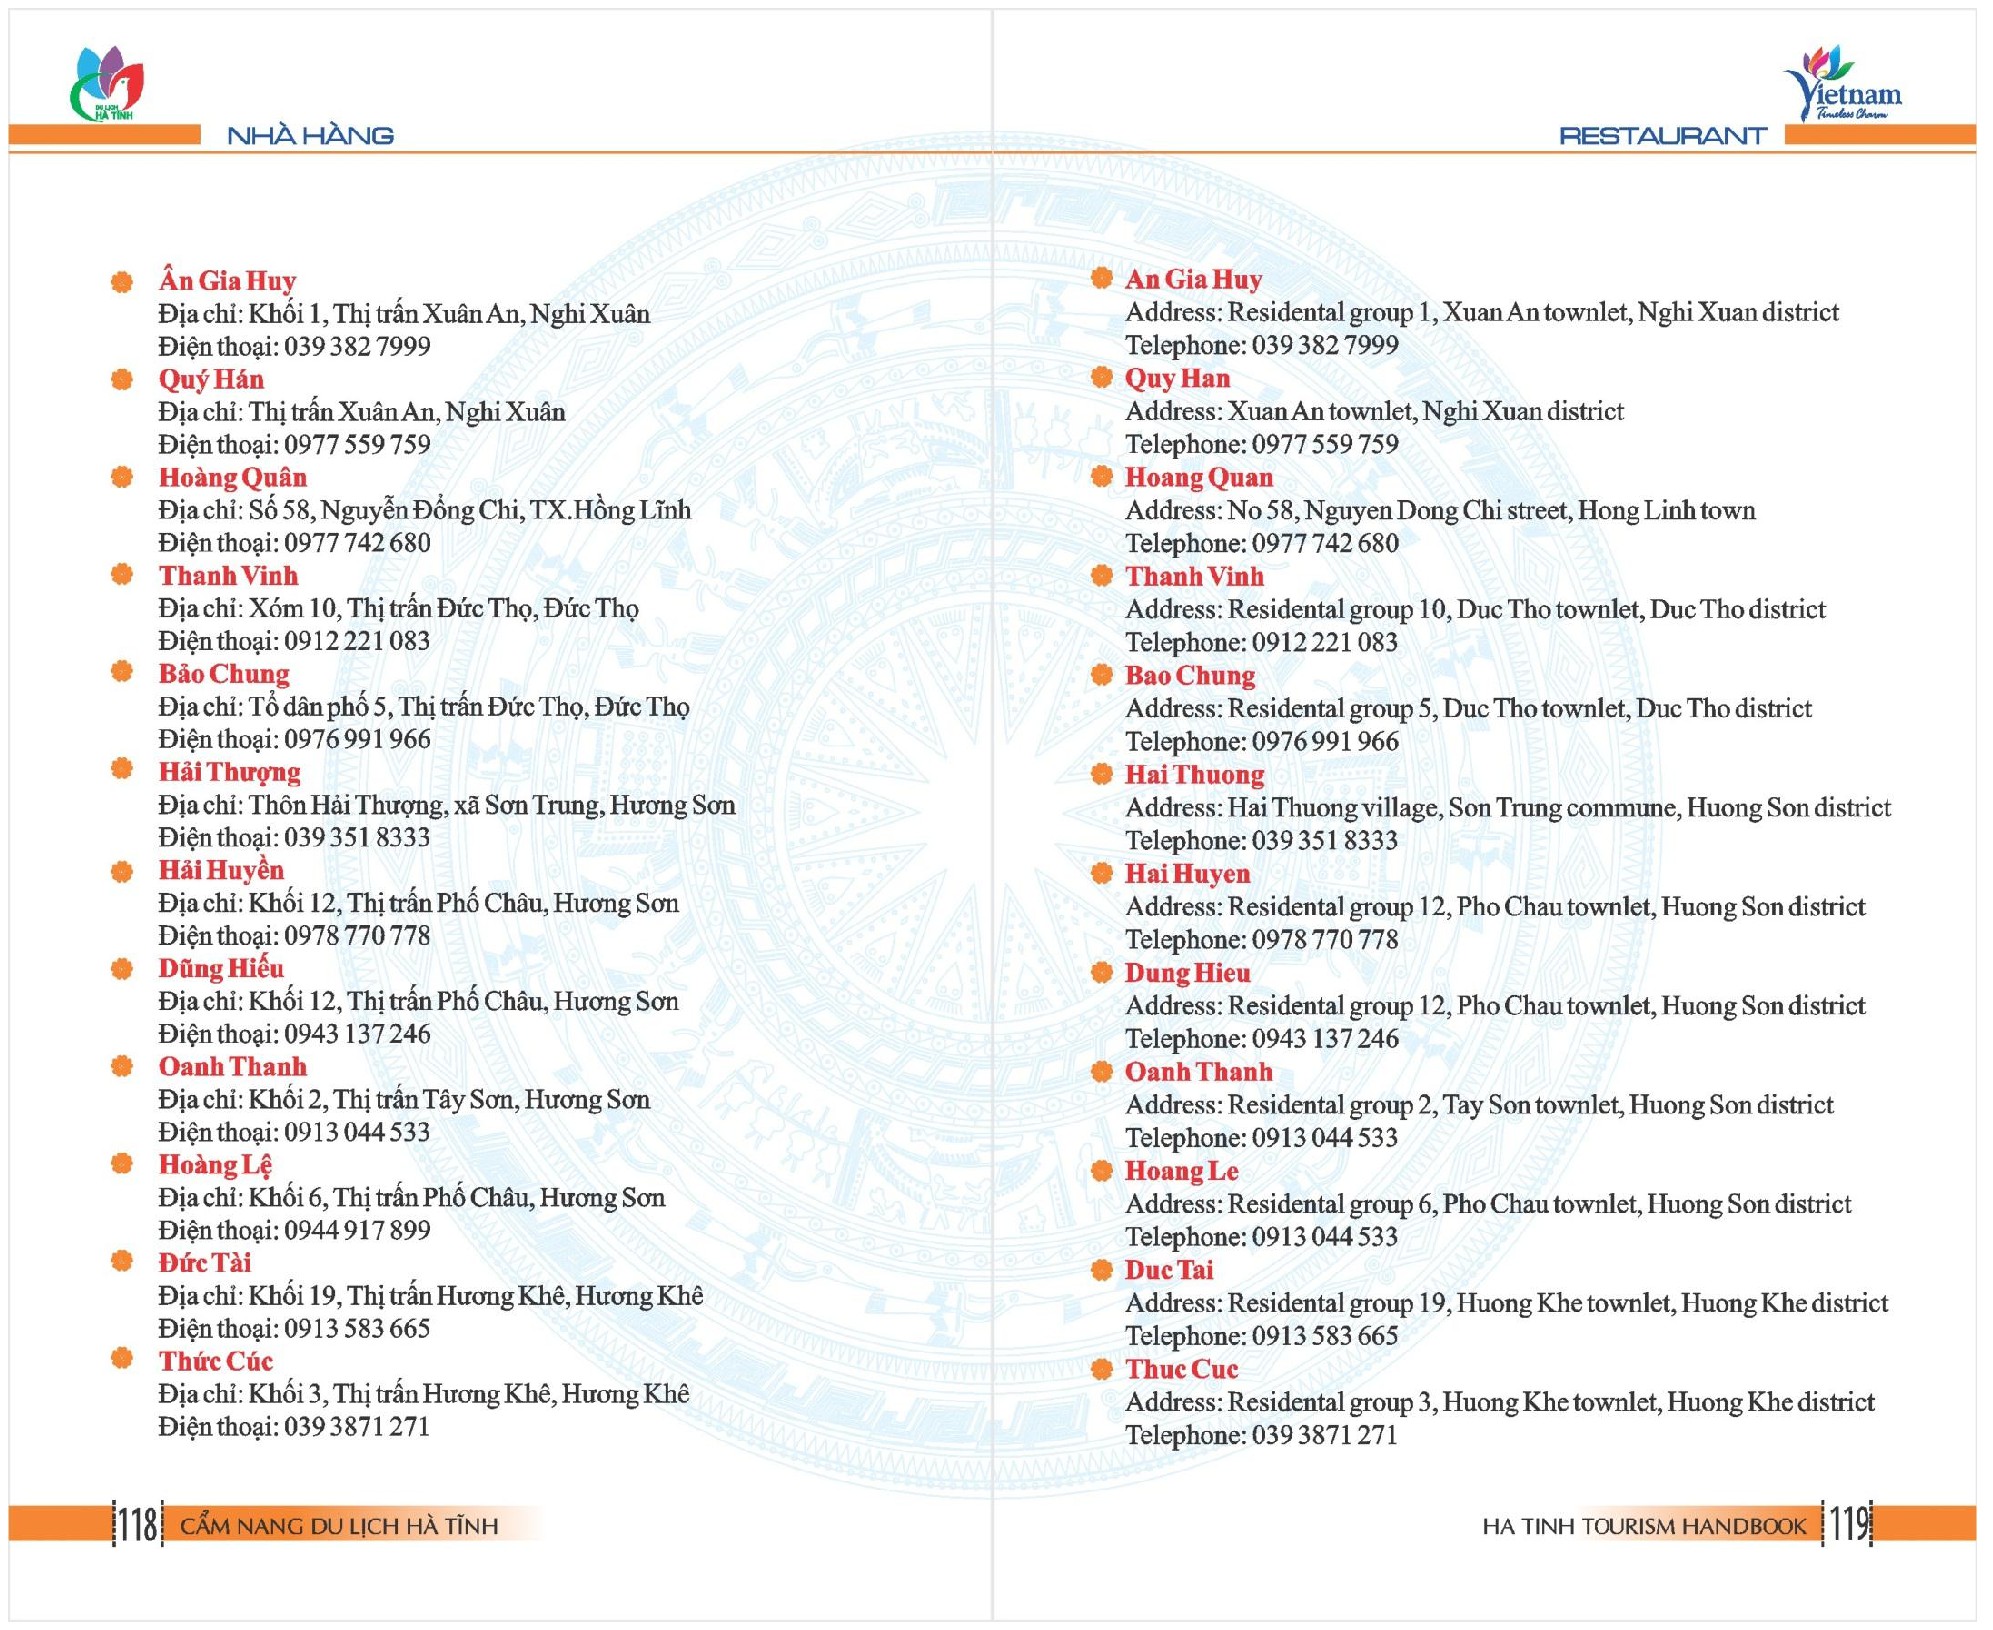 DU LỊCH
HÀ TĨNH
NHÀ HÀNG
Ân Gia Huy
Địa chỉ: Khối 1, Thị trấn Xuân An, Nghi Xuân
Điện thoại: 039 382 7999
Quý Hán
Địa chỉ: Thị trấn Xuân An, Nghi Xuân
Điện thoại: 0977 559 759
Hoàng Quân
Địa chỉ: Số 58, Nguyễn Đổng Chi, TX.Hồng Lĩnh
Điện thoại: 0977 742 680
Thanh Vinh
Địa chỉ: Xóm 10, Thị trấn Đức Thọ, Đức Thọ
Điện thoại: 0912 221 083
Bảo Chung
Địa chỉ: Tổ dân phố 5, Thị trấn Đức Thọ, Đức Thọ
Điện thoại: 0976 991 966
Hải Thượng
Địa chỉ: Thôn Hải Thượng, xã Sơn Trung, Hương Sơn
Điện thoại: 039 351 8333
Hải Huyền
Địa chỉ: Khối 12, Thị trấn Phố Châu, Hương Sơn
Điện thoại: 0978 770 778
Dũng Hiếu
Địa chỉ: Khối 12, Thị trấn Phố Châu, Hương Sơn
Điện thoại: 0943 137 246
Oanh Thanh
Địa chỉ: Khối 2, Thị trấn Tây Sơn, Hương Sơn
Điện thoại: 0913 044 533
Hoàng Lệ
Địa chỉ: Khối 6, Thị trấn Phố Châu, Hương Sơn
Điện thoại: 0944 917 899
Đức Tài
Địa chỉ: Khối 19, Thị trấn Hương Khê, Hương Khê
Điện thoại: 0913 583 665
Thức Cúc
Địa chỉ: Khối 3, Thị trấn Hương Khê, Hương Khê
Điện thoại: 039 3871 271
118 CẨM NANG DU LỊCH HÀ TĨNH
Vietnam
Timeless Charm
RESTAURANT
An Gia Huy
Address: Residental group 1, Xuan An townlet, Nghi Xuan district
Telephone: 039 382 7999
Quy Han
Address: Xuan An townlet, Nghi Xuan district
Telephone: 0977 559 759
Hoang Quan
Address: No 58, Nguyen Dong Chi street, Hong Linh town
Telephone: 0977 742 680
Thanh Vinh
Address: Residental group 10, Duc Tho townlet, Duc Tho district
Telephone: 0912 221 083
Bao Chung
Address: Residental group 5, Duc Tho townlet, Duc Tho district
Telephone: 0976 991 966
Hai Thuong
Address: Hai Thuong village, Son Trung commune, Huong Son district
Telephone: 039 351 8333
Hai Huyen
Address: Residental group 12, Pho Chau townlet, Huong Son district
Telephone: 0978 770 778
Dung Hieu
Address: Residental group 12, Pho Chau townlet, Huong Son district
Telephone: 0943 137 246
Oanh Thanh
Address: Residental group 2, Tay Son townlet, Huong Son district
Telephone: 0913 044 533
Hoang Le
Address: Residental group 6, Pho Chau townlet, Huong Son district
Telephone: 0913 044 533
Duc Tai
Address: Residental group 19, Huong Khe townlet, Huong Khe district
Telephone: 0913 583 665
Thuc Cuc
Address: Residental group 3, Huong Khe townlet, Huong Khe district
Telephone: 039 3871 271
HA TINH TOURISM HANDBOOK 119